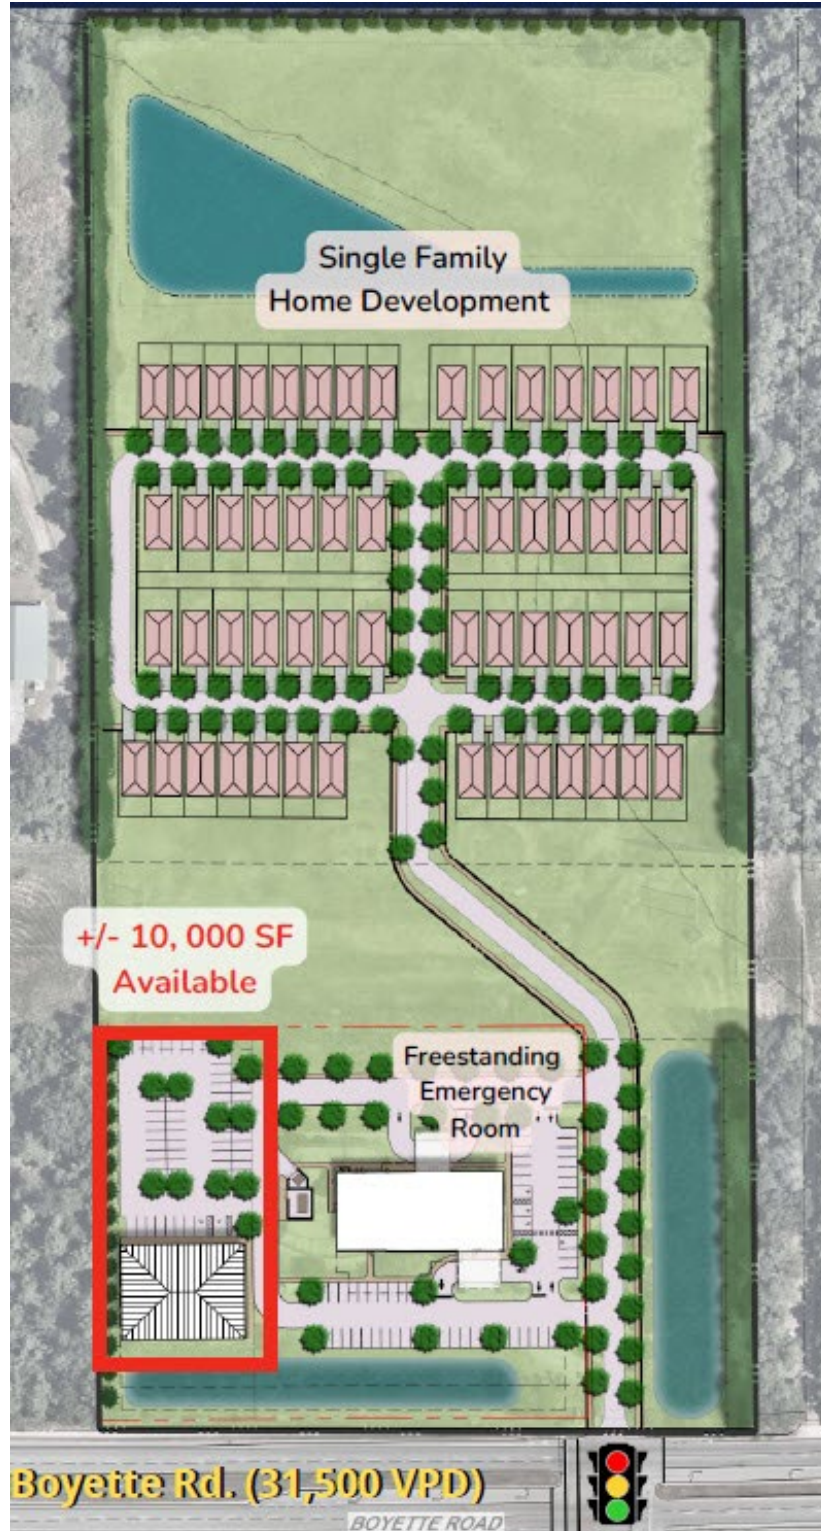 Single Family
Home Development
+/- 10, 000 SF
Available
Freestanding
Emergency
Room
Boyette Rd. (31,500 VPD)
BOYETTE ROAD